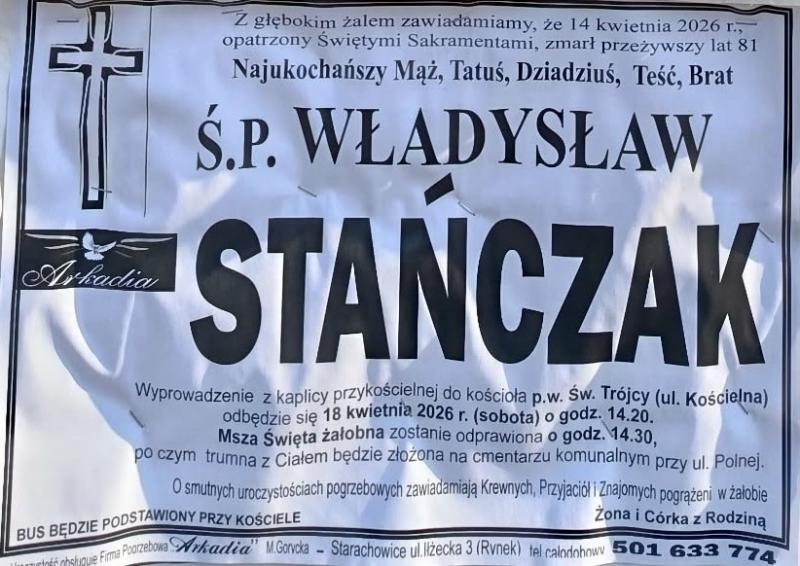 Z głębokim żalem zawiadamiamy, że 14 kwietnia 2026 r.,
opatrzony Świętymi Sakramentami, zmarł przeżywszy lat 81
Najukochańszy Mąż, Tatuś, Dziadziuś, Teść, Brat
Ś.P. WŁADYSŁAW
STAŃCZAK
Arkadia
Wyprowadzenie z kaplicy przykościelnej do kościoła p.w. Św. Trójcy (ul. Kościelna)
odbędzie się 18 kwietnia 2026 r. (sobota) o godz. 14.20.
Msza Święta żałobna zostanie odprawiona o godz. 14.30,
po czym trumna z Ciałem będzie złożona na cmentarzu komunalnym przy ul. Polnej.
O smutnych uroczystościach pogrzebowych zawiadamiają Krewnych, Przyjaciół i Znajomych pogrążeni w żałobie
Żona i Córka z Rodziną
BUS BĘDZIE PODSTAWIONY PRZY KOŚCIELE
obsługuje Firma Pogrzebowa "Arkadia" M.Gorycka – Starachowice ul.Iłżecka 3 (Rynek) tel.całodobowy 501 633 774